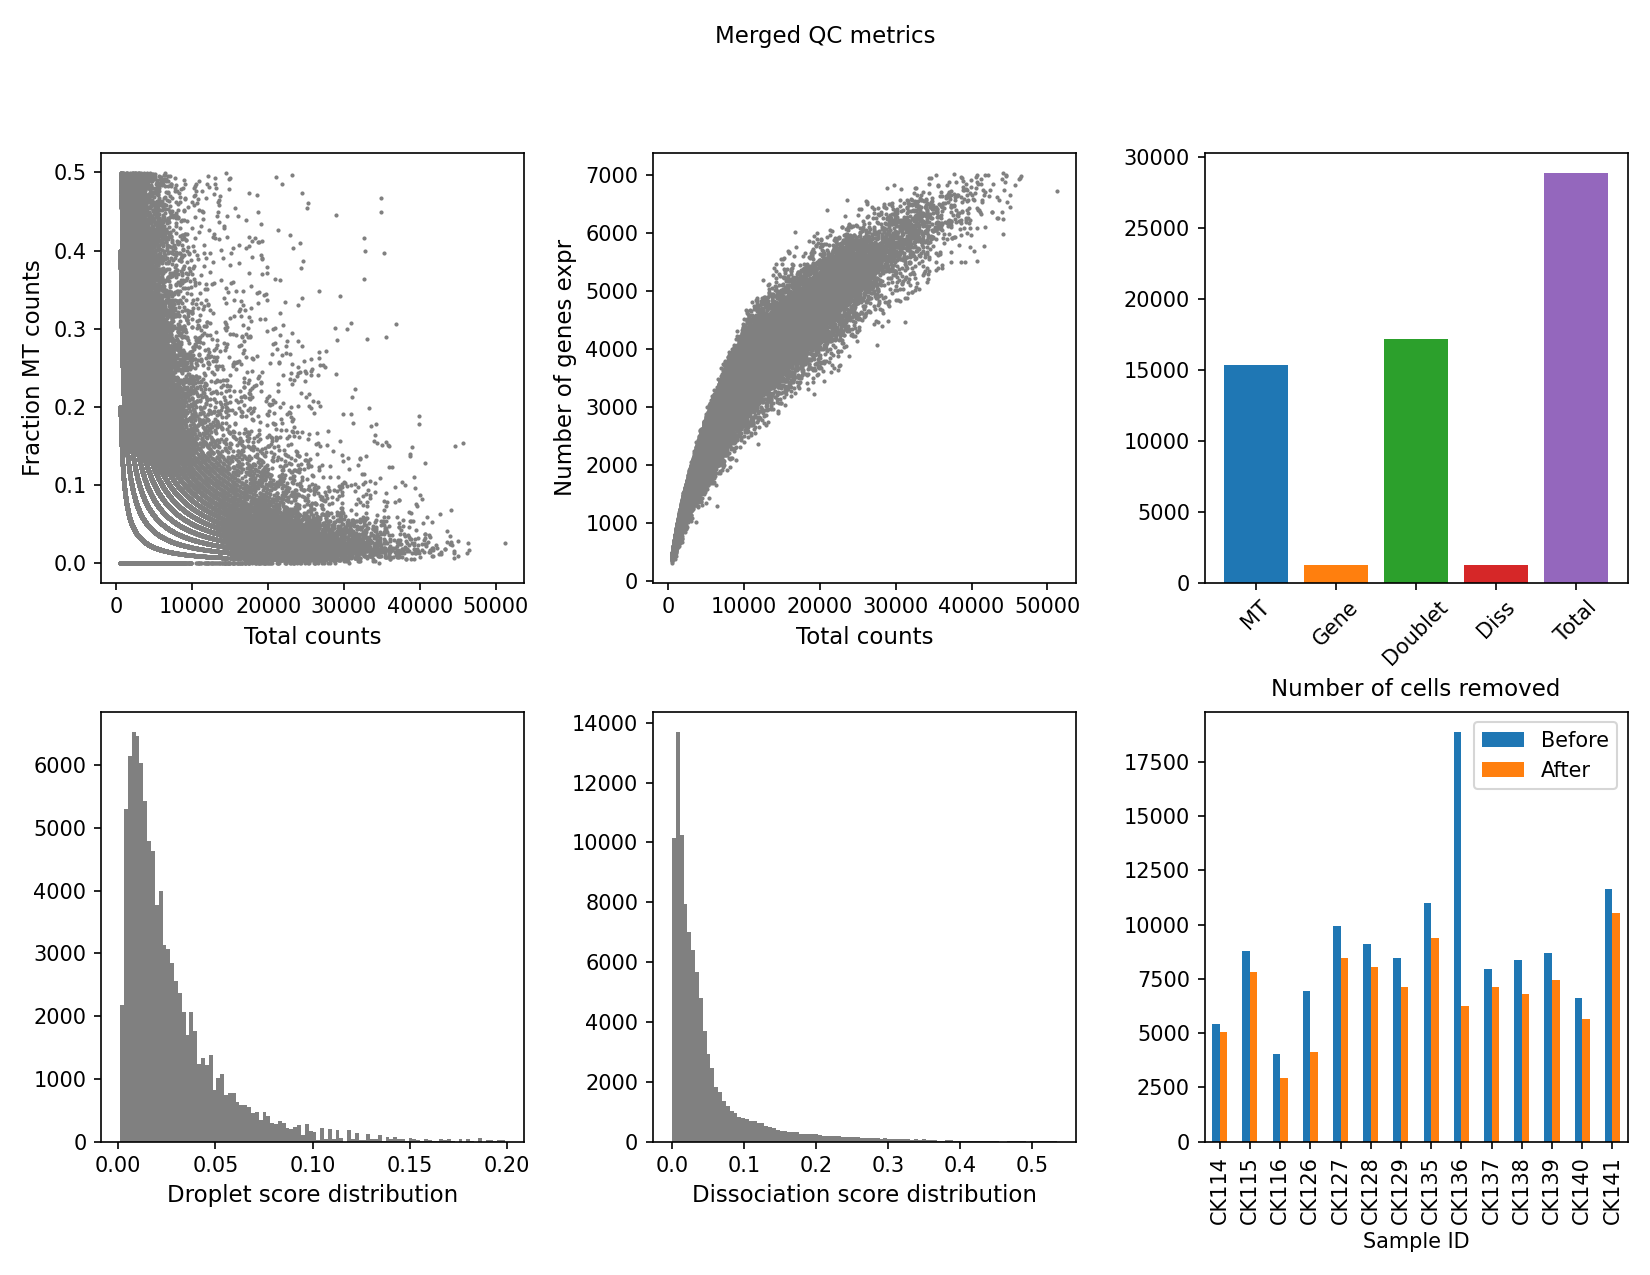 Merged QC metrics
Fraction MT counts
0.5
0.4
0.3
0.2
0.1
0.0
0 10000 20000 30000 40000 50000
Total counts
Number of genes expr
7000
6000
5000
4000
3000
2000
1000
0
0 10000 20000 30000 40000 50000
Total counts
30000
25000
20000
15000
10000
5000
0
MT Gene Doublet Diss Total
Number of cells removed
6000
5000
4000
3000
2000
1000
0
0.00 0.05 0.10 0.15 0.20
Droplet score distribution
14000
12000
10000
8000
6000
4000
2000
0
0.0 0.1 0.2 0.3 0.4 0.5
Dissociation score distribution
Before
After
17500
15000
12500
10000
7500
5000
2500
0
CK114 CK115 CK116 CK126 CK127 CK128 CK129 CK135 CK136 CK137 CK138 CK139 CK140 CK141
Sample ID